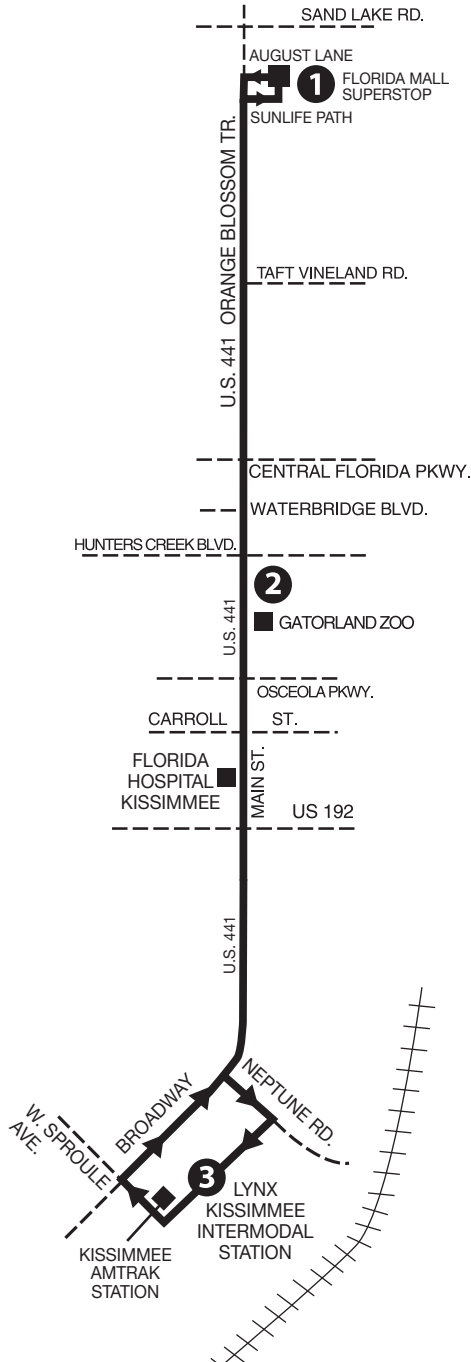 SAND LAKE RD.
AUGUST LANE
1
FLORIDA MALL
SUPERSTOP
SUNLIFE PATH
U.S. 441 ORANGE BLOSSOM TR.
TAFT VINELAND RD.
CENTRAL FLORIDA PKWY.
WATERBRIDGE BLVD.
HUNTERS CREEK BLVD.
2
U.S. 441
GATORLAND ZOO
OSCEOLA PKWY.
CARROLL ST.
FLORIDA
HOSPITAL
KISSIMMEE
MAIN ST.
US 192
U.S. 441
BROADWAY
NEPTUNE RD.
W. SPROULE
AVE.
3
LYNX
KISSIMMEE
INTERMODAL
STATION
KISSIMMEE
AMTRAK
STATION